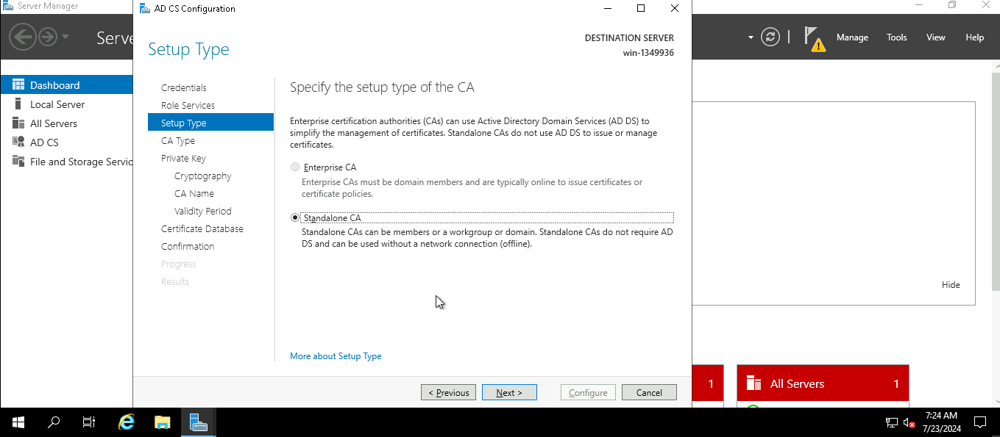 Server Manager
AD CS Configuration
Serve
Manage
Tools
View
Help
DESTINATION SERVER
win-1349936
Setup Type
Dashboard
Local Server
All Servers
AD CS
File and Storage Servic
Credentials
Role Services
Setup Type
CA Type
Private Key
Cryptography
CA Name
Validity Period
Certificate Database
Confirmation
Progress
Results
Specify the setup type of the CA
Enterprise certification authorities (CAs) can use Active Directory Domain Services (AD DS) to
simplify the management of certificates. Standalone CAs do not use AD DS to issue or manage
certificates.
Enterprise CA
Enterprise CAs must be domain members and are typically online to issue certificates or
certificate policies.
Standalone CA
Standalone CAs can be members or a workgroup or domain. Standalone CAs do not require AD
DS and can be used without a network connection (offline).
More about Setup Type
Hide
< Previous
Next >
Configure
Cancel
1
All Servers
1
7:24 AM
7/23/2024